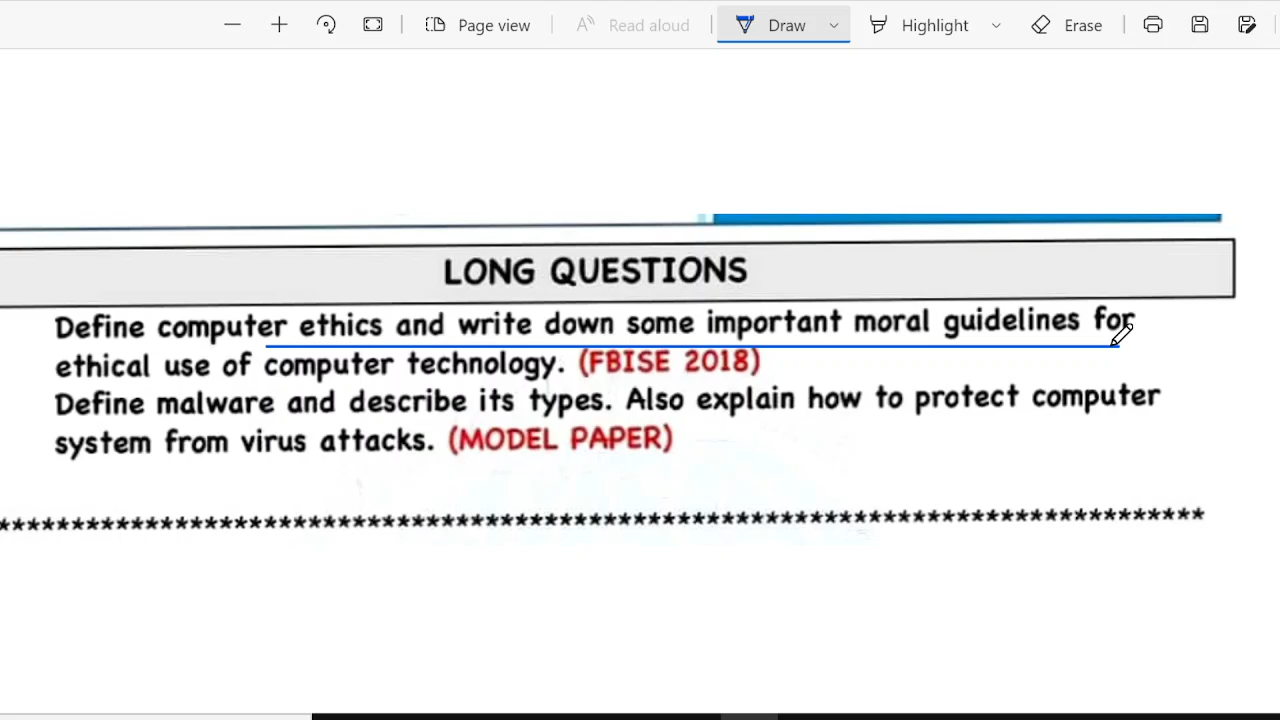 Page view Read aloud Draw Highlight Erase
LONG QUESTIONS
Define computer ethics and write down some important moral guidelines for
ethical use of computer technology. (FBISE 2018)
Define malware and describe its types. Also explain how to protect computer
system from virus attacks. (MODEL PAPER)